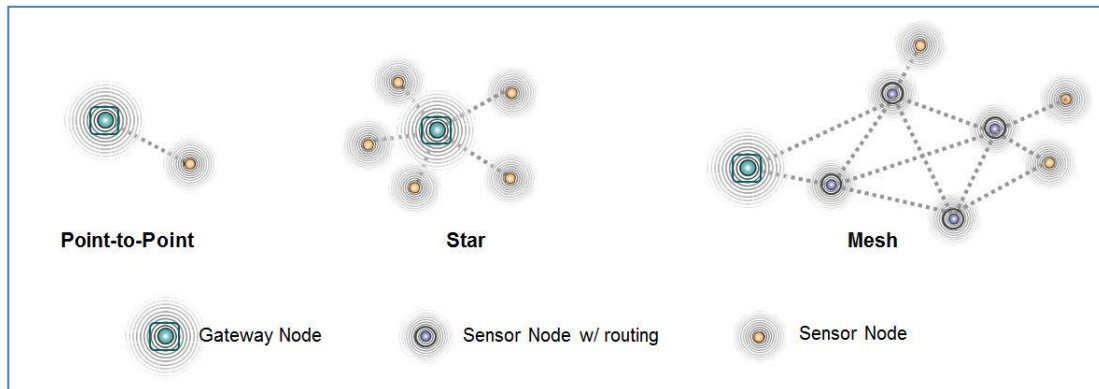 Point-to-Point
Star
Mesh
Gateway Node
Sensor Node w/ routing
Sensor Node